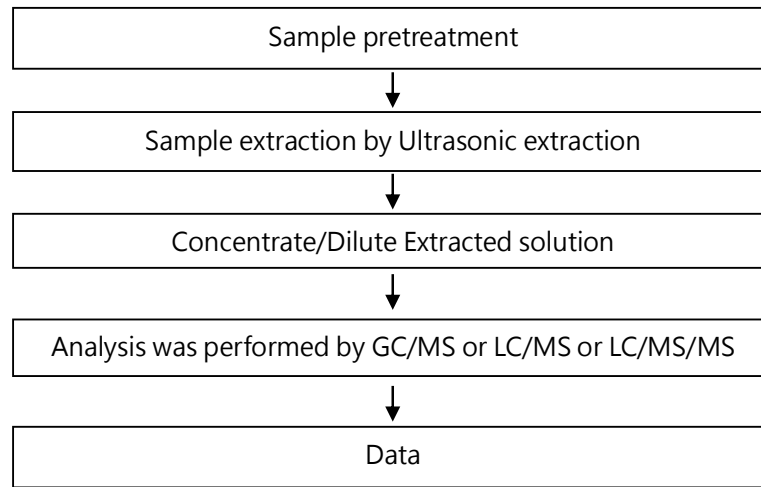 Sample pretreatment
Sample extraction by Ultrasonic extraction
Concentrate/Dilute Extracted solution
Analysis was performed by GC/MS or LC/MS or LC/MS/MS
Data